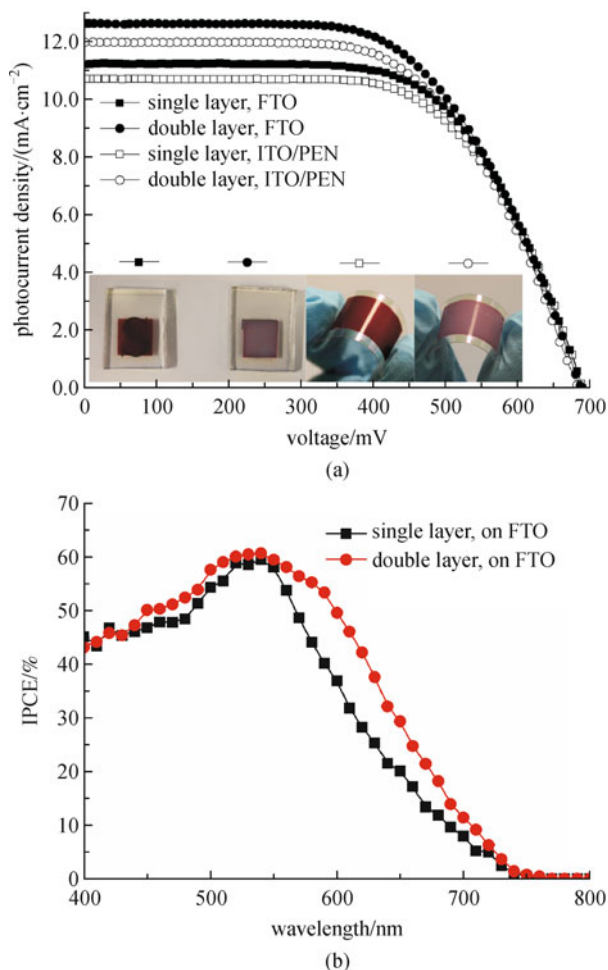 12.0
10.0
8.0
6.0
4.0
2.0
0.0
photocurrent density/(mA·cm⁻²)
single layer, FTO
double layer, FTO
single layer, ITO/PEN
double layer, ITO/PEN
0 100 200 300 400 500 600 700
voltage/mV
(a)
70
60
50
40
30
20
10
0
IPCE/%
single layer, on FTO
double layer, on FTO
400 500 600 700 800
wavelength/nm
(b)